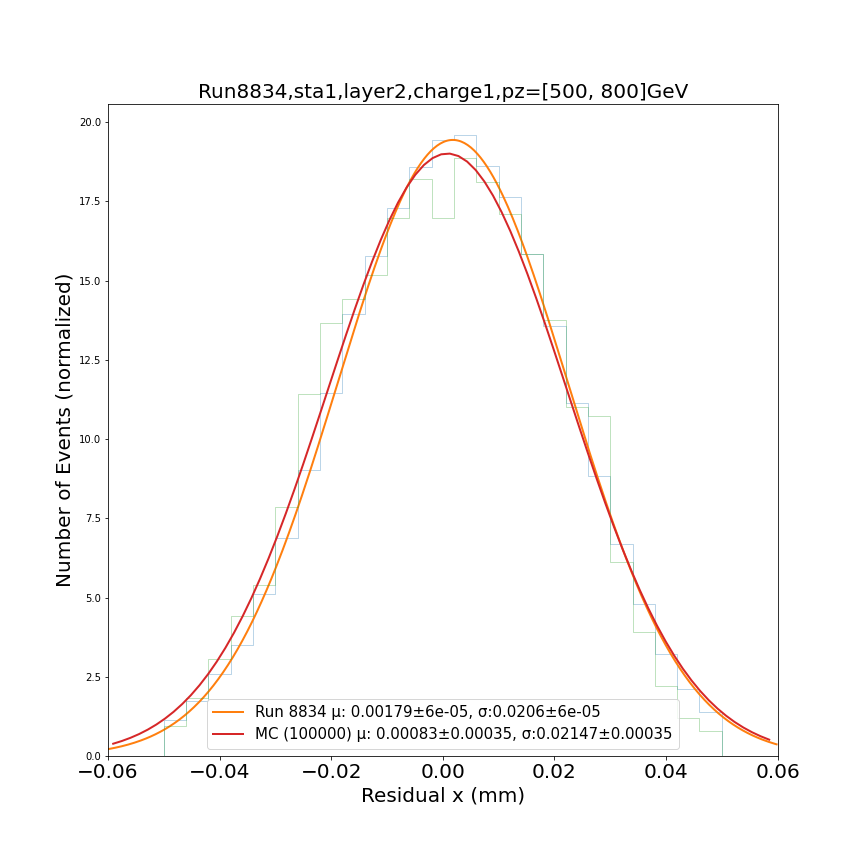 Run8834,sta1,layer2,charge1,pz=[500, 800]GeV
Number of Events (normalized)
20.0
17.5
15.0
12.5
10.0
7.5
5.0
2.5
0.0
Run 8834 μ: 0.00179±6e-05, σ:0.0206±6e-05
MC (100000) μ: 0.00083±0.00035, σ:0.02147±0.00035
−0.06 −0.04 −0.02 0.00 0.02 0.04 0.06
Residual x (mm)